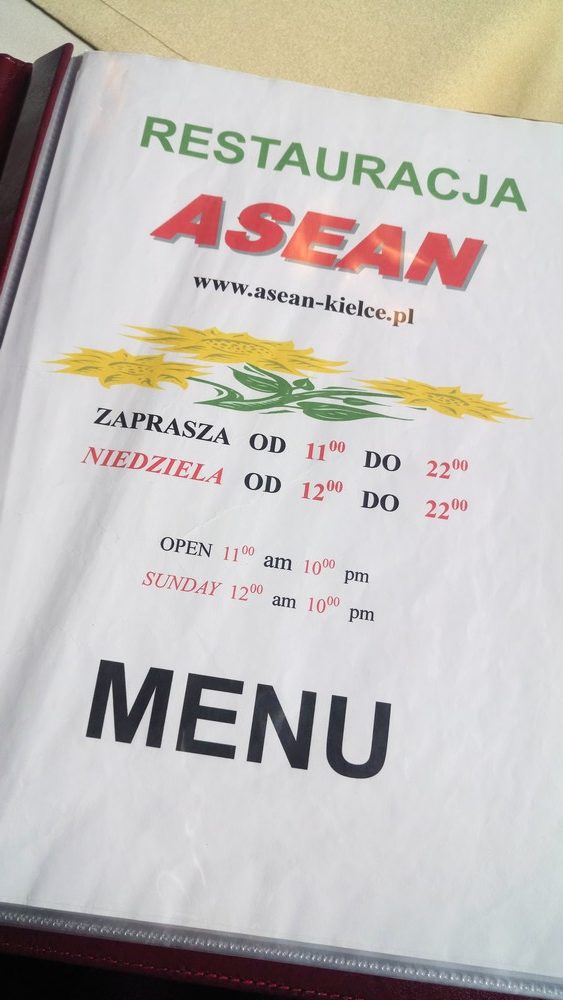 RESTAURACJA
ASEAN
www.asean-kielce.pl
ZAPRASZA OD 11⁰⁰ DO 22⁰⁰
NIEDZIELA OD 12⁰⁰ DO 22⁰⁰
OPEN 11⁰⁰ am 10⁰⁰ pm
SUNDAY 12⁰⁰ am 10⁰⁰ pm
MENU